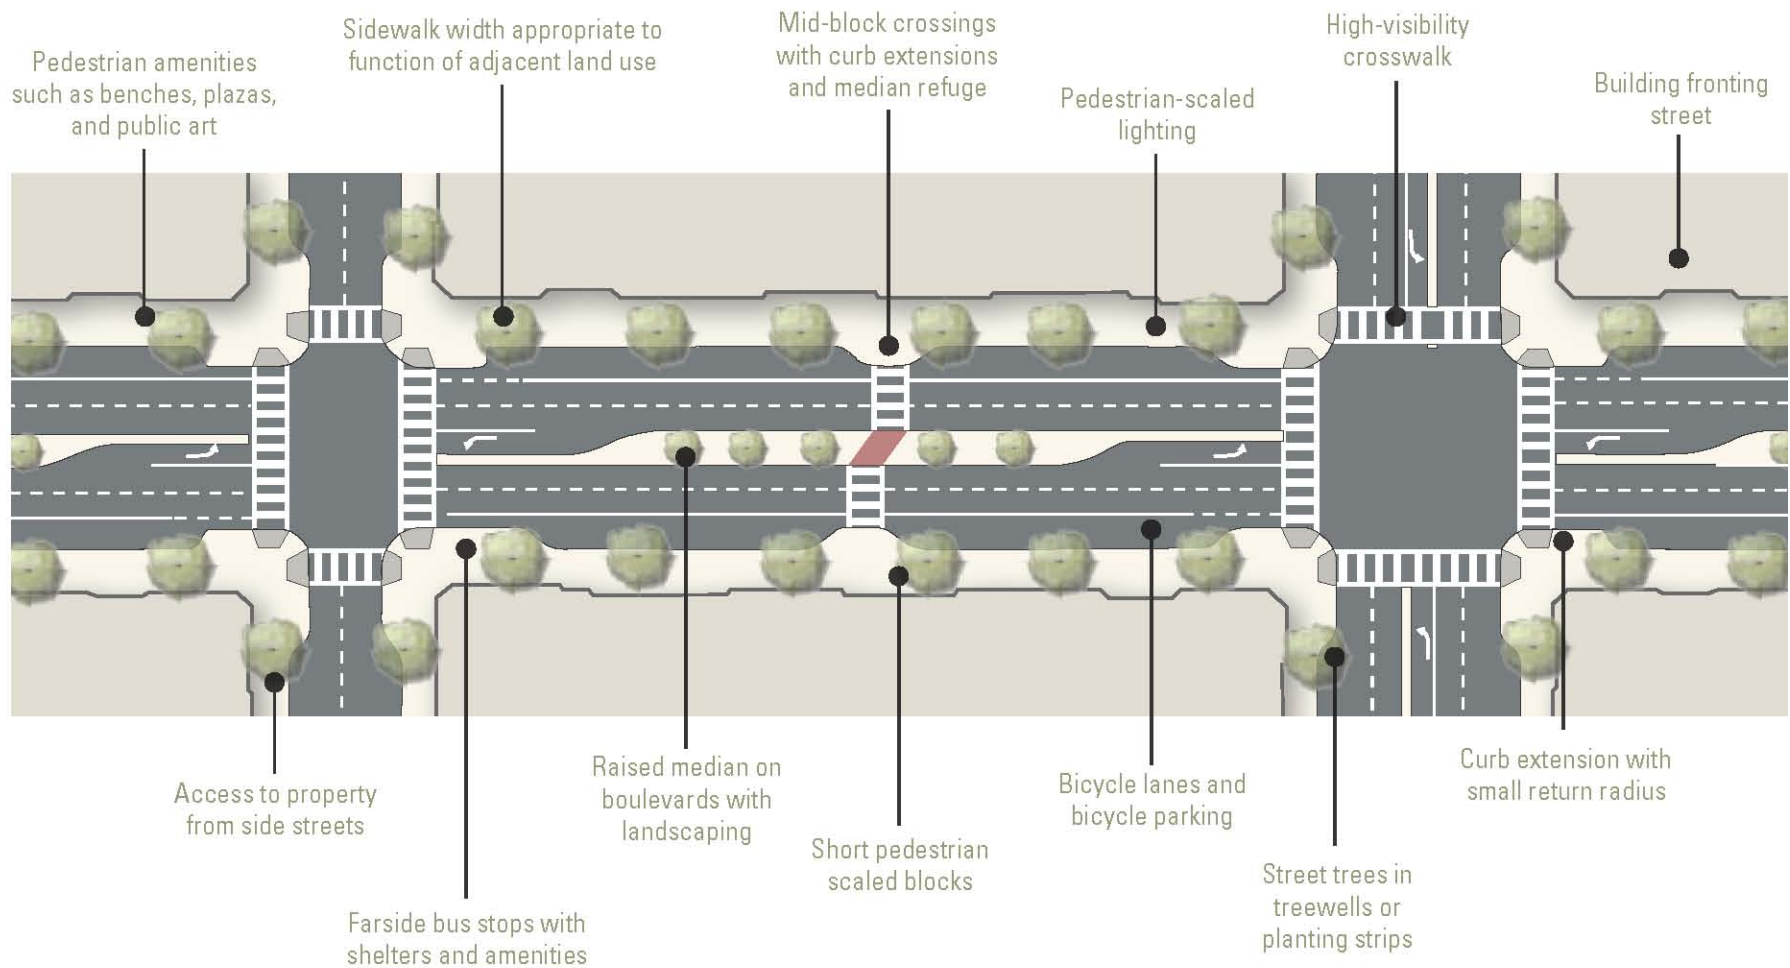 Pedestrian amenities
such as benches, plazas,
and public art
Sidewalk width appropriate to
function of adjacent land use
Mid-block crossings
with curb extensions
and median refuge
Pedestrian-scaled
lighting
High-visibility
crosswalk
Building fronting
street
Access to property
from side streets
Farside bus stops with
shelters and amenities
Raised median on
boulevards with
landscaping
Short pedestrian
scaled blocks
Bicycle lanes and
bicycle parking
Street trees in
treewells or
planting strips
Curb extension with
small return radius